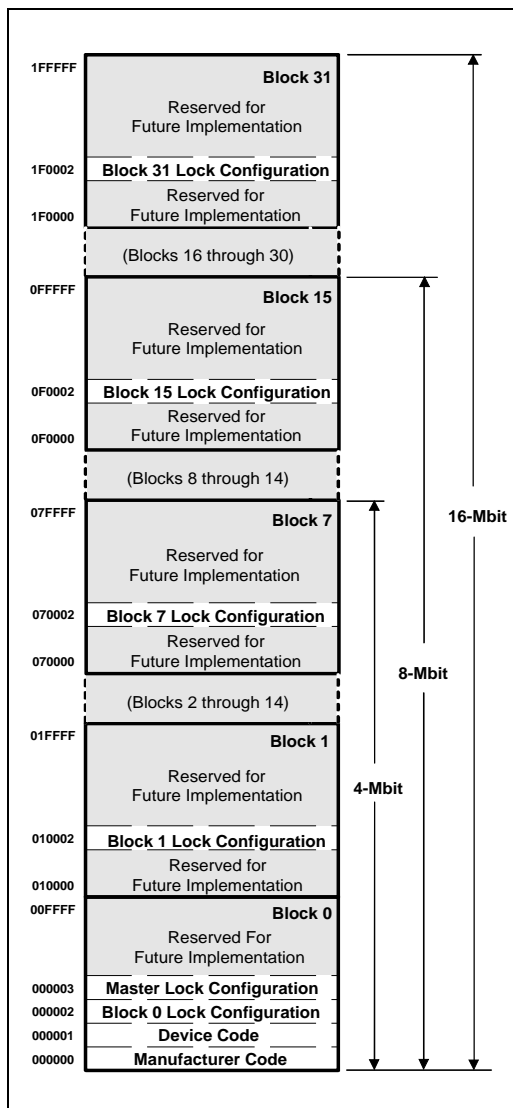 1FFFFF
Block 31
Reserved for
Future Implementation
1F0002
Block 31 Lock Configuration
Reserved for
Future Implementation
1F0000
(Blocks 16 through 30)
0FFFFF
Block 15
Reserved for
Future Implementation
0F0002
Block 15 Lock Configuration
Reserved for
Future Implementation
0F0000
(Blocks 8 through 14)
07FFFF
Block 7
16-Mbit
Reserved for
Future Implementation
070002
Block 7 Lock Configuration
Reserved for
Future Implementation
070000
8-Mbit
(Blocks 2 through 14)
01FFFF
Block 1
Reserved for
Future Implementation
4-Mbit
010002
Block 1 Lock Configuration
Reserved for
Future Implementation
010000
00FFFF
Block 0
Reserved For
Future Implementation
000003
Master Lock Configuration
000002
Block 0 Lock Configuration
000001
Device Code
000000
Manufacturer Code